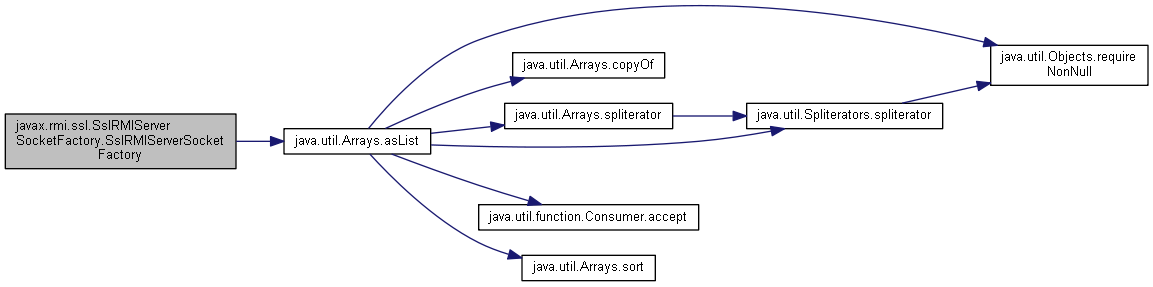 javax.rmi.ssl.SslRMIServer
SocketFactory.SslRMIServerSocket
Factory
java.util.Arrays.asList
java.util.Arrays.copyOf
java.util.Arrays.spliterator
java.util.function.Consumer.accept
java.util.Arrays.sort
java.util.Spliterators.spliterator
java.util.Objects.require
NonNull